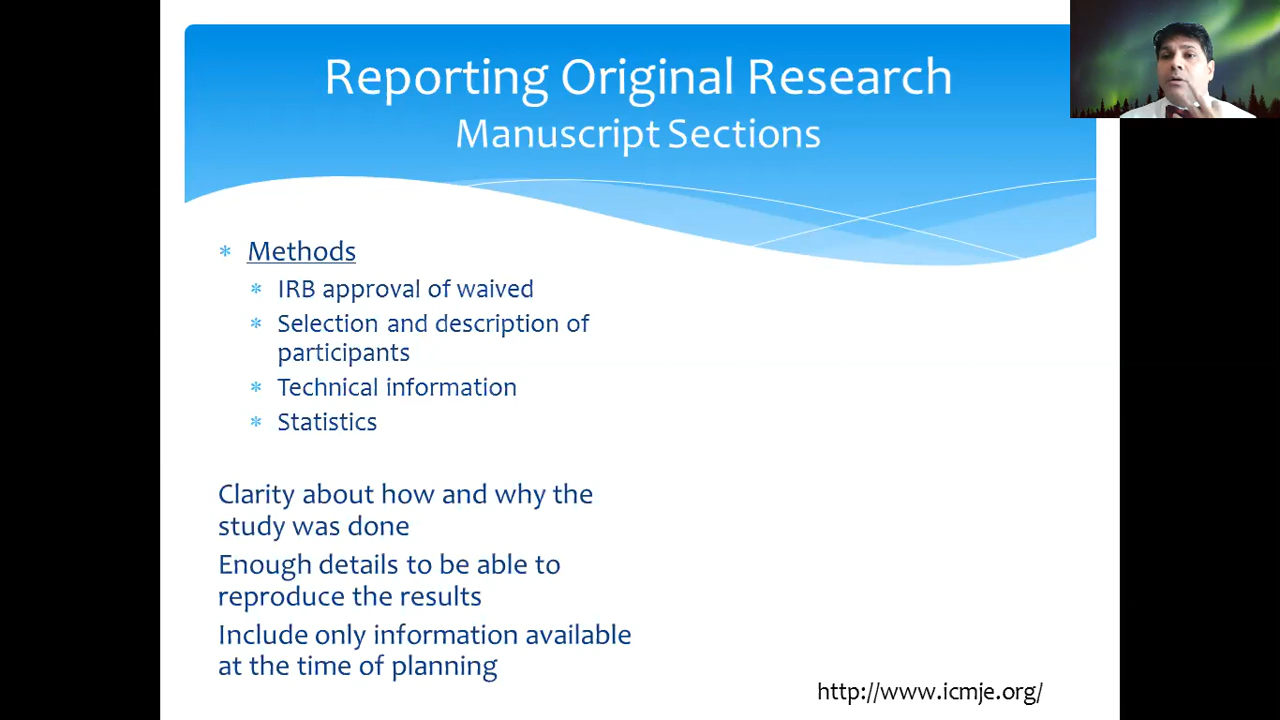 Reporting Original Research
Manuscript Sections
* Methods
* IRB approval of waived
* Selection and description of
participants
* Technical information
* Statistics
Clarity about how and why the
study was done
Enough details to be able to
reproduce the results
Include only information available
at the time of planning
http://www.icmje.org/